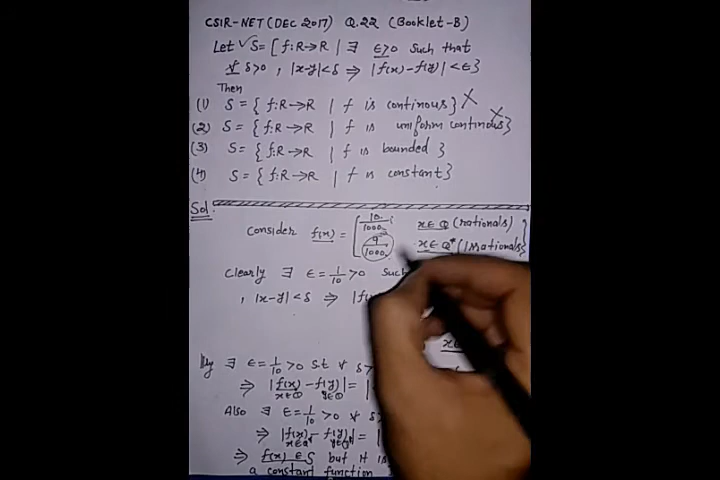 CSIR-NET (DEC 2017) Q.22 (Booklet-B)
Let S= [ f:R→R | ∃ ε>0 such that
∀ δ>0 , |x-y|<δ ⇒ |f(x)-f(y)|<ε}
Then
(1) S = { f:R→R | f is continous}
(2) S = { f:R→R | f is uniform continous}
(3) S = { f:R→R | f is bounded }
(4) S = { f:R→R | f is constant}
Sol.
Consider f(x) = [ 10/1000 ; x∈Q (rationals)
9/1000 x∈Q* (irrationals) }
Clearly ∃ ε = 1/10 >0 such
, |x-y|<δ ⇒
∃ ε = 1/10 >0 s.t ∀
⇒ |f(x) - f(y)| = |
x∈Q y∈Q
Also ∃ ε = 1/10 >0 ∀
⇒ |f(x) - f(y)| = |
⇒ f(x) ∈ S but it is
a constant function